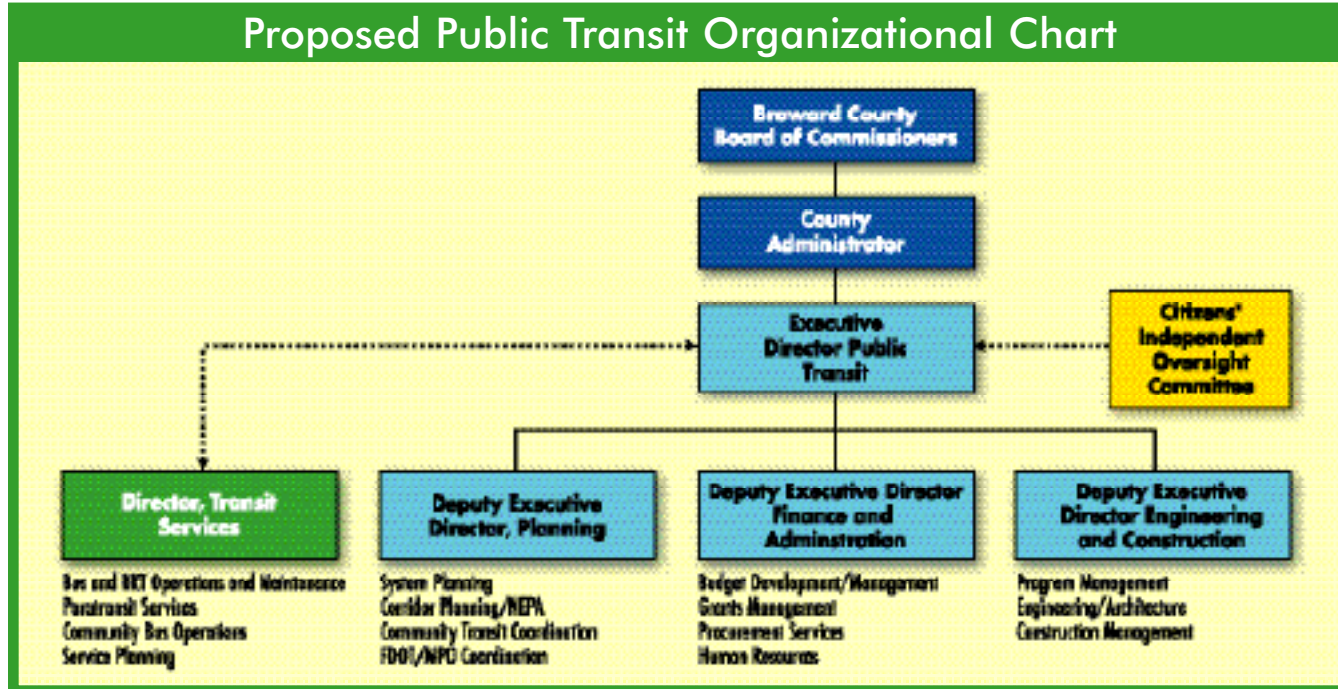 Proposed Public Transit Organizational Chart
Broward County
Board of Commissioners
County
Administrator
Executive
Director Public
Transit
Citizens'
Independent
Oversight
Committee
Director, Transit
Services
Deputy Executive
Director, Planning
Deputy Executive Director
Finance and
Adminstration
Deputy Executive
Director Engineering
and Construction
Bus and BRT Operations and Maintenance
Paratransit Services
Community Bus Operations
Service Planning
System Planning
Corridor Planning/NEPA
Community Transit Coordination
FDOT/MPO Coordination
Budget Development/Management
Grants Management
Procurement Services
Human Resources
Program Management
Engineering/Architecture
Construction Management